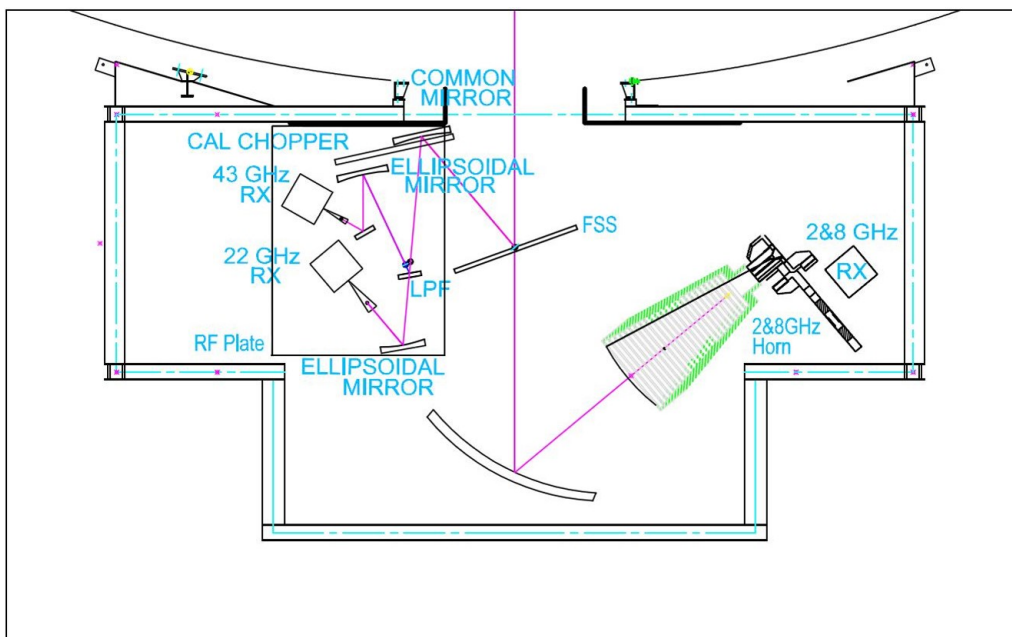 COMMON
MIRROR
CAL CHOPPER
43 GHz
RX
ELLIPSOIDAL
MIRROR
FSS
22 GHz
RX
LPF
2&8 GHz
RX
2&8GHz
Horn
RF Plate
ELLIPSOIDAL
MIRROR